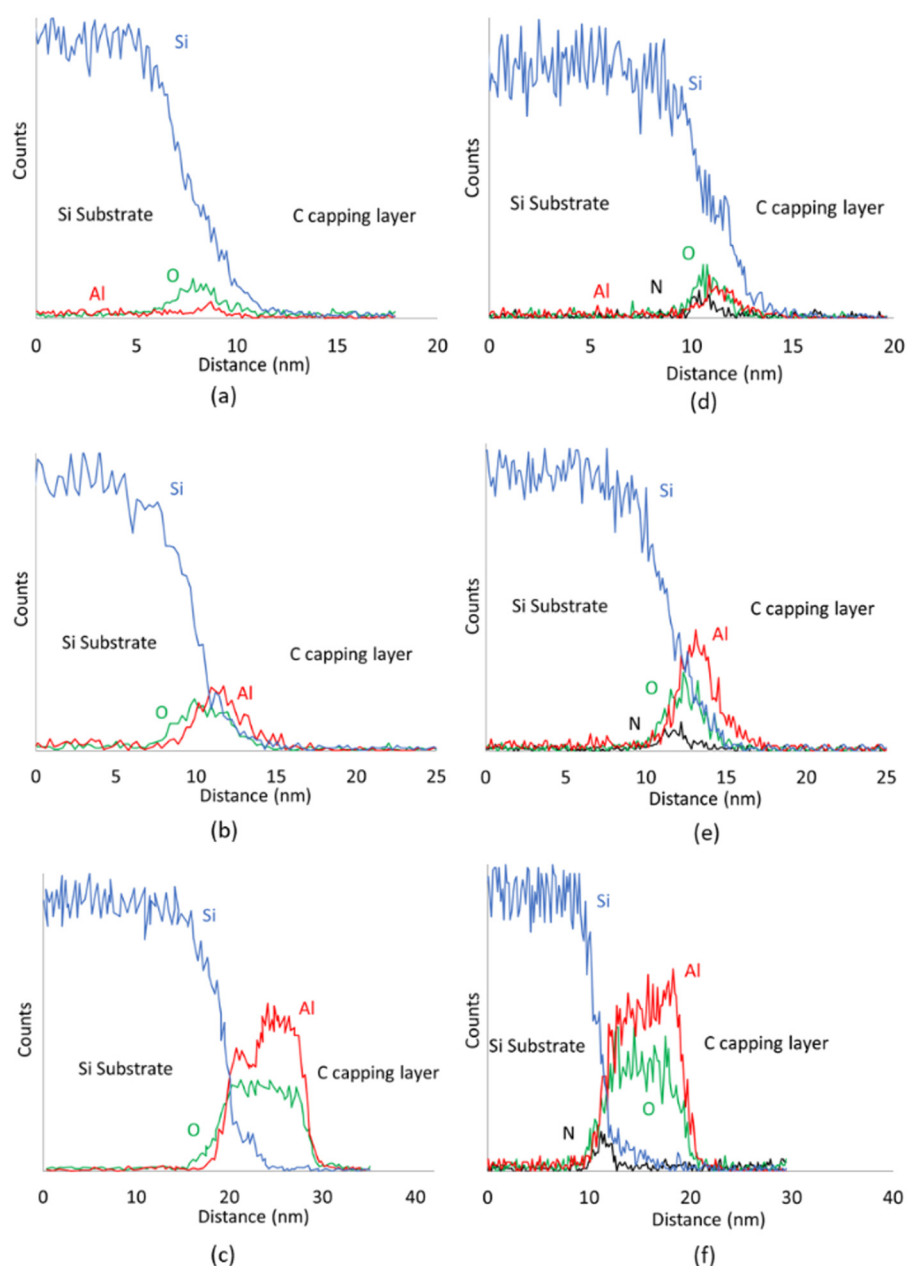 Si
Counts
Si Substrate
C capping layer
O
Al
0 5 10 15 20
Distance (nm)
(a)
Si
Counts
Si Substrate
C capping layer
O
N
Al
0 5 10 15 20
Distance (nm)
(d)
Si
Counts
Si Substrate
C capping layer
Al
O
0 5 10 15 20 25
Distance (nm)
(b)
Si
Counts
Si Substrate
C capping layer
Al
O
N
0 5 10 15 20 25
Distance (nm)
(e)
Si
Counts
Al
Si Substrate
C capping layer
O
0 10 20 30 40
Distance (nm)
(c)
Si
Counts
Al
Si Substrate
C capping layer
O
N
0 10 20 30 40
Distance (nm)
(f)